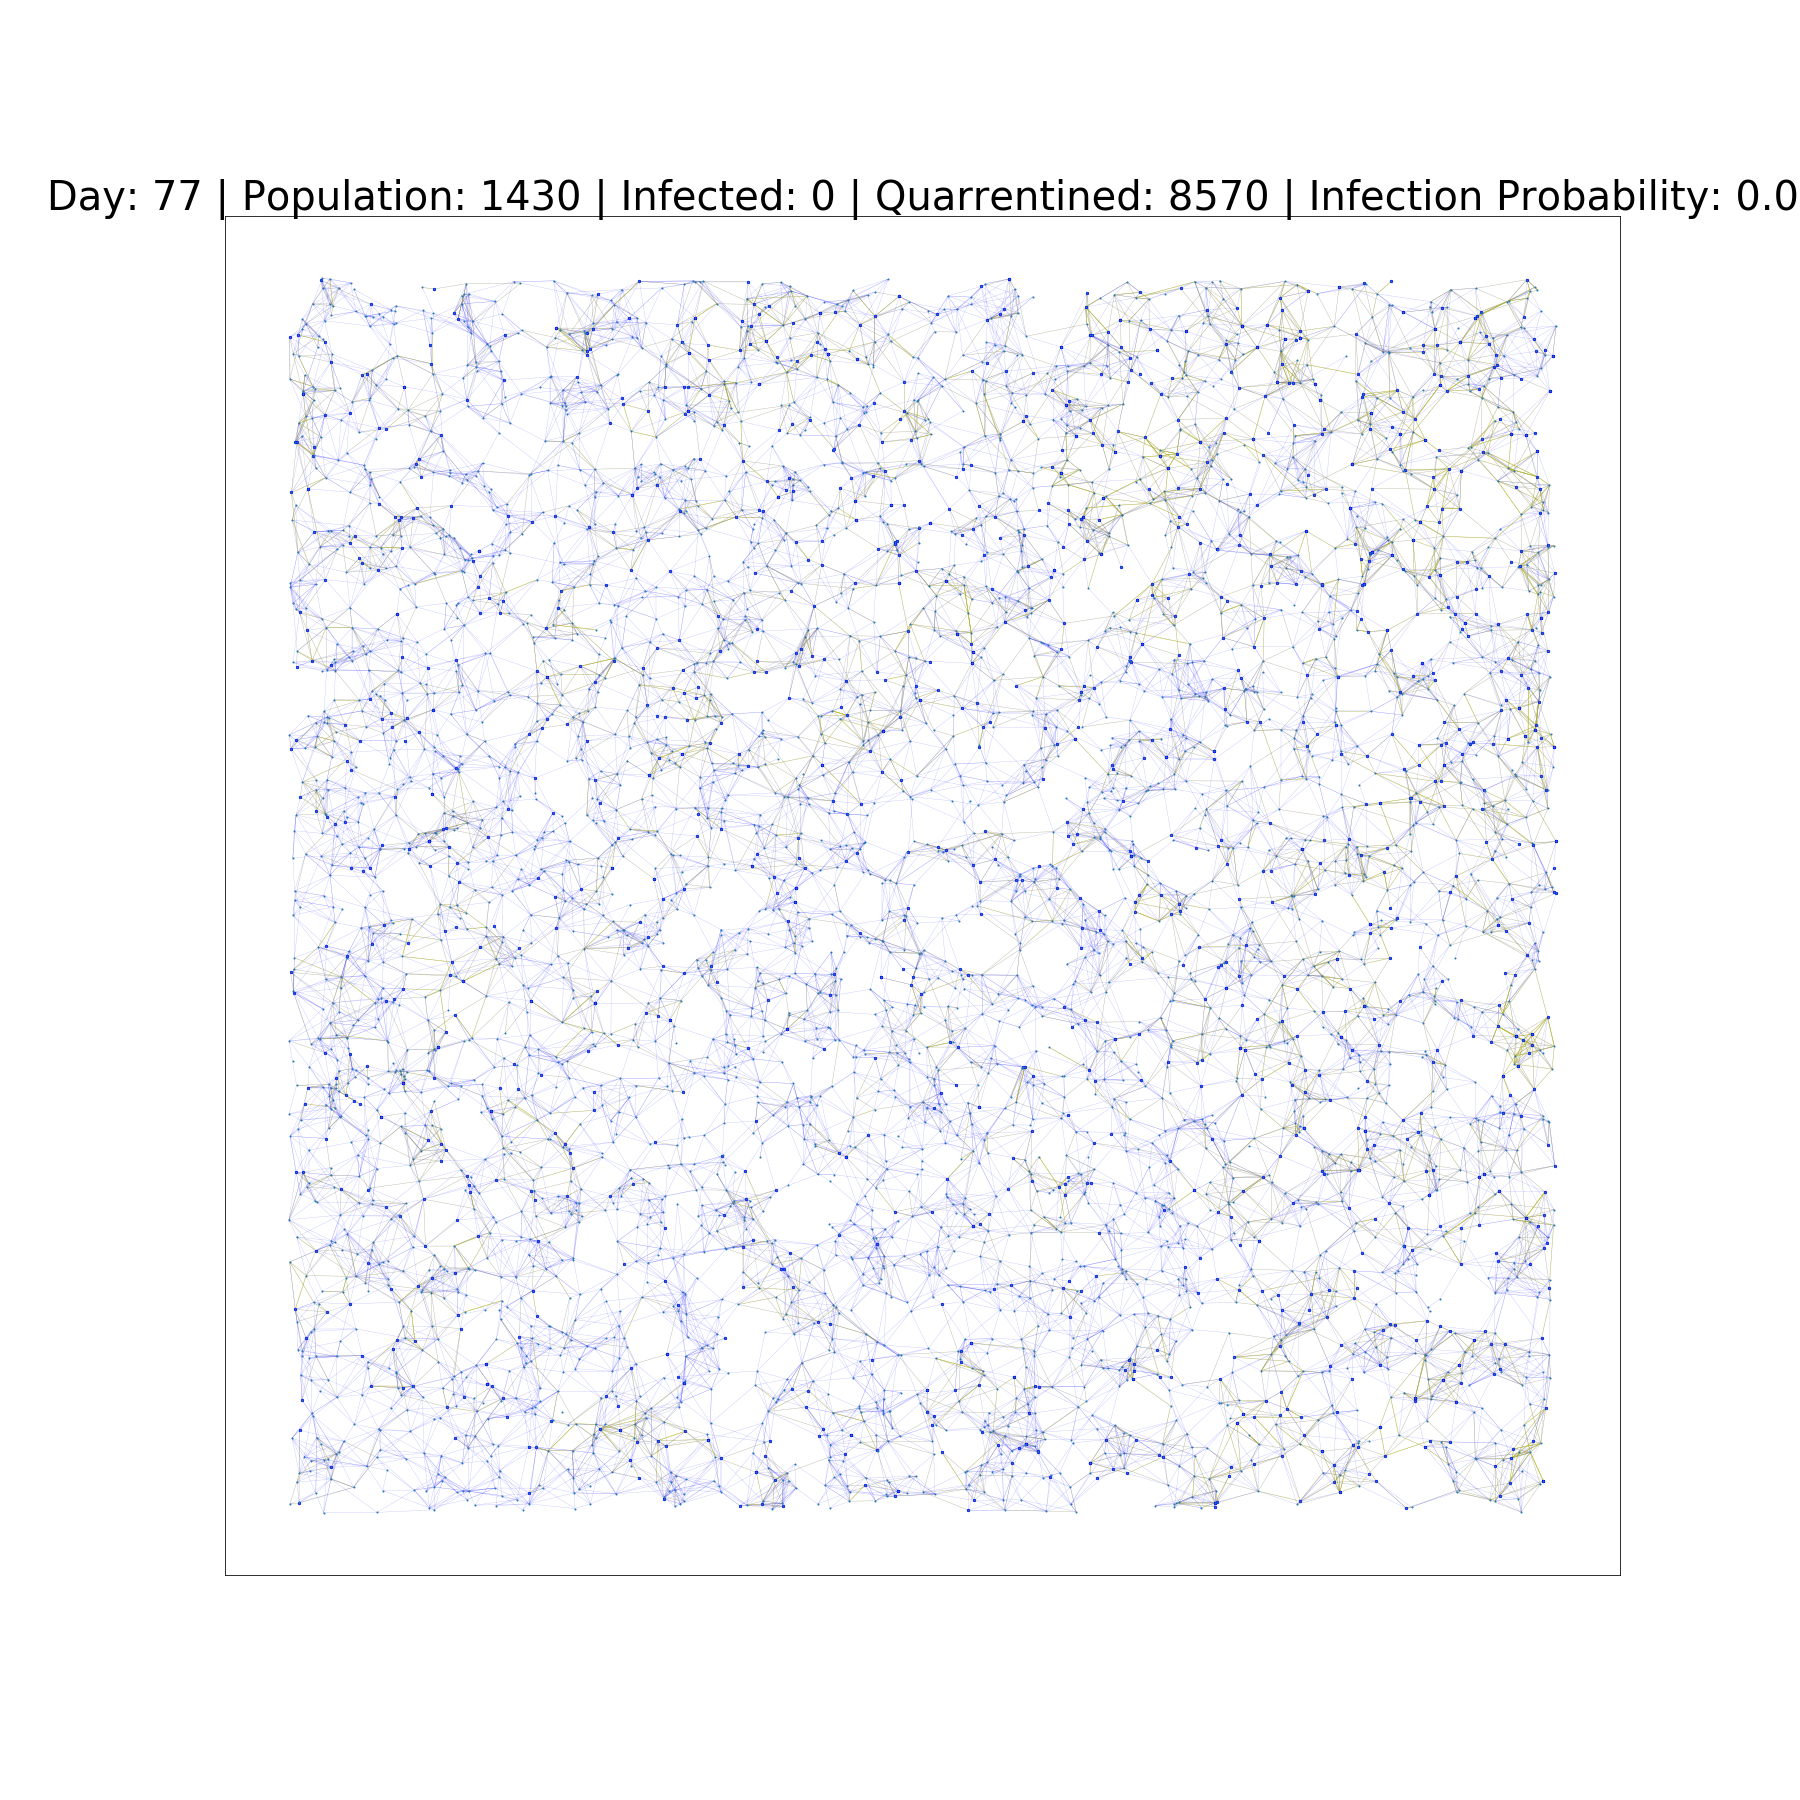 Day: 77 | Population: 1430 | Infected: 0 | Quarrentined: 8570 | Infection Probability: 0.0